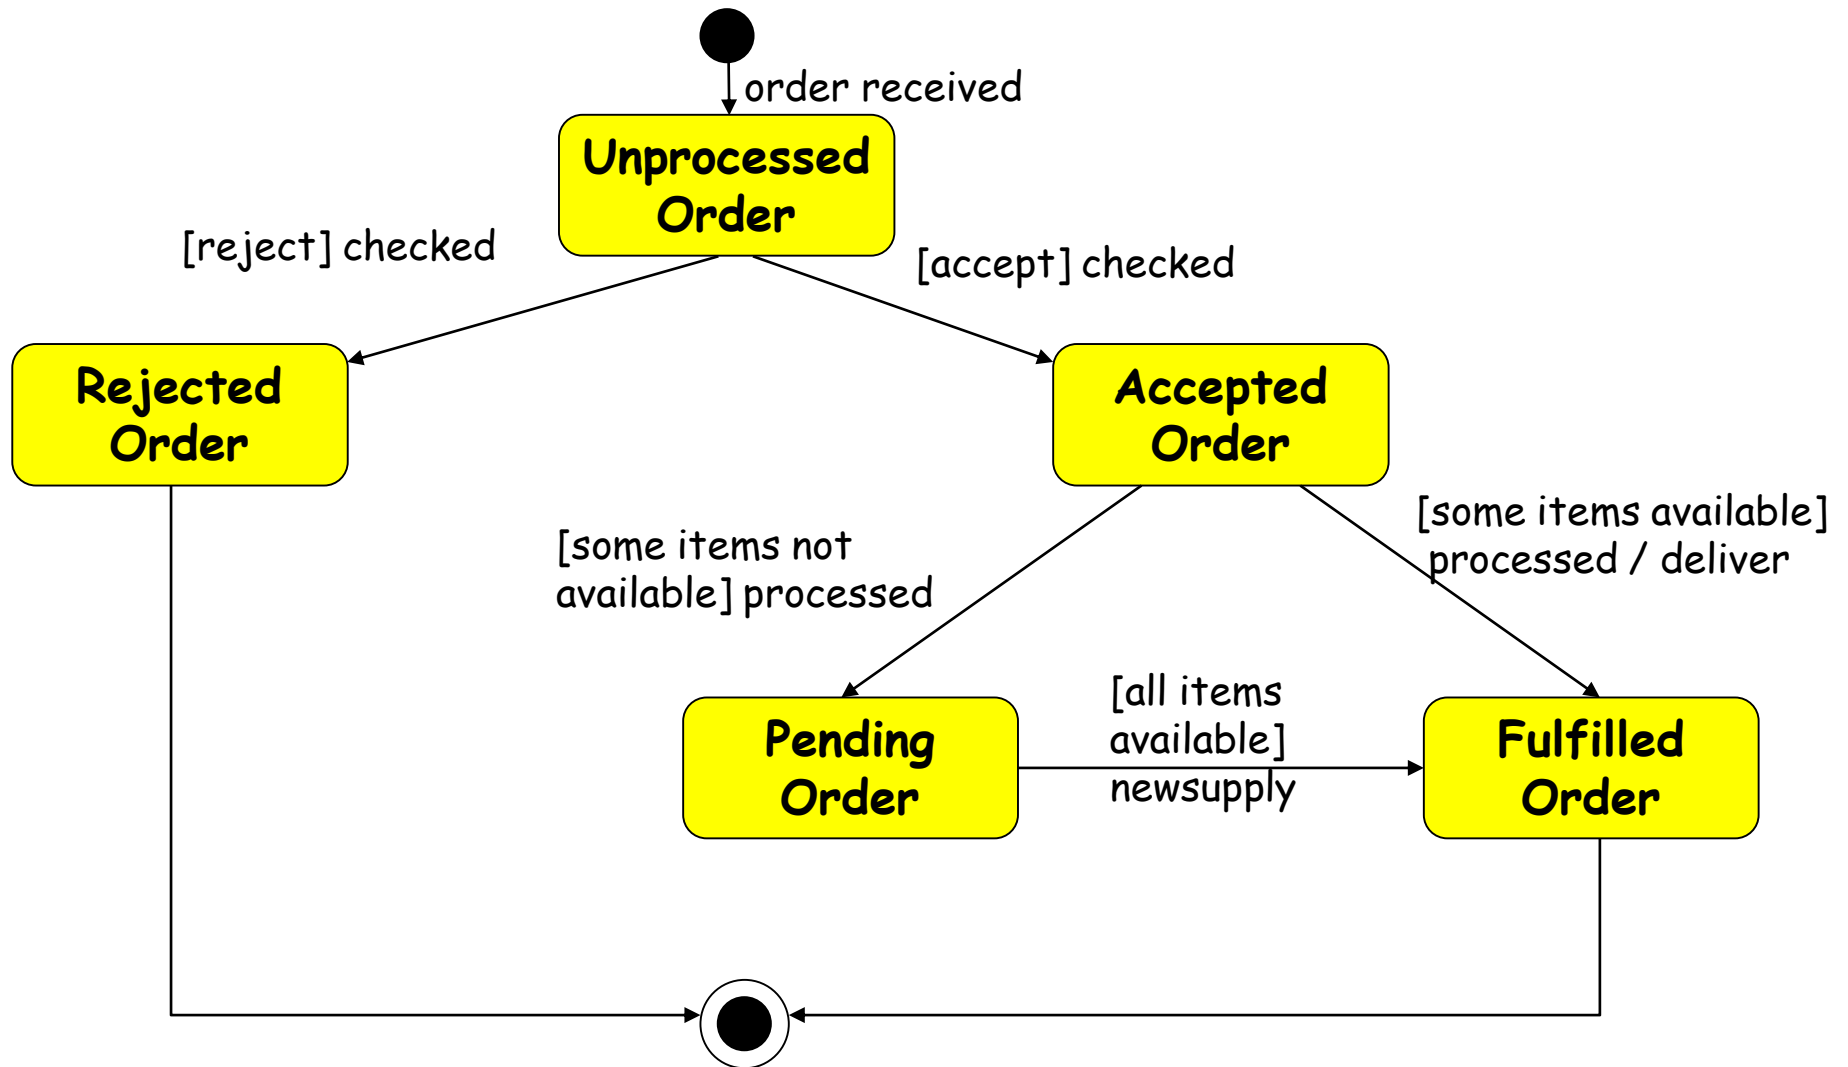 order received
Unprocessed
Order
[reject] checked
[accept] checked
Rejected
Order
Accepted
Order
[some items not
available] processed
[some items available]
processed / deliver
Pending
Order
[all items
available]
newsupply
Fulfilled
Order